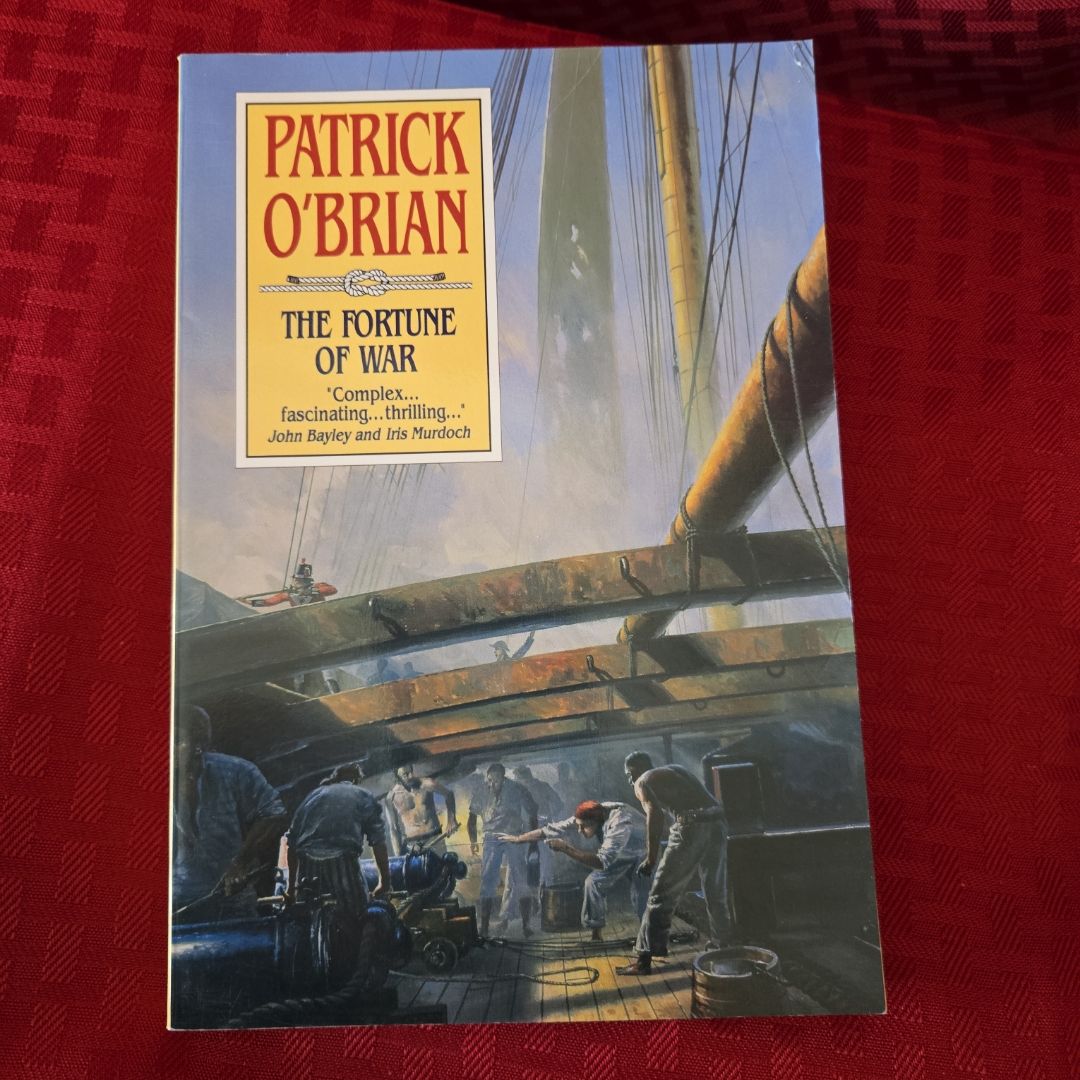 PATRICK
O'BRIAN
THE FORTUNE
OF WAR
"Complex...
fascinating...thrilling..."
John Bayley and Iris Murdoch